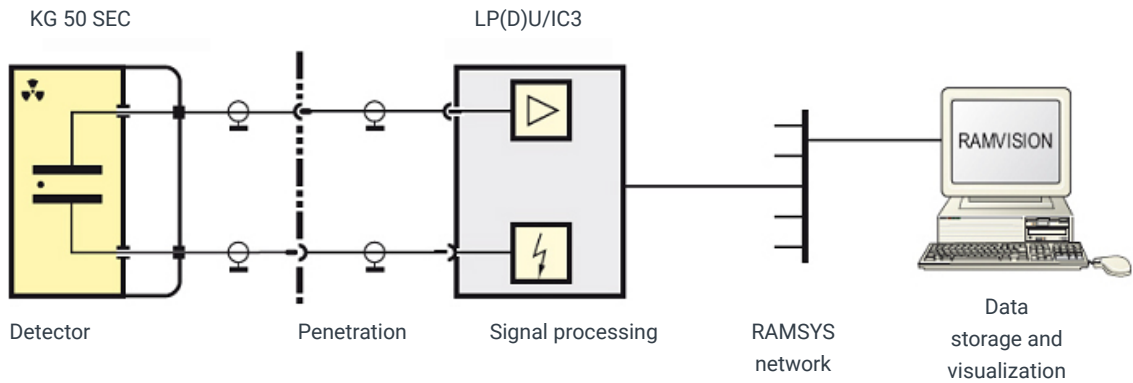 KG 50 SEC
LP(D)U/IC3
RAMVISION
Detector
Penetration
Signal processing
RAMSYS
network
Data
storage and
visualization